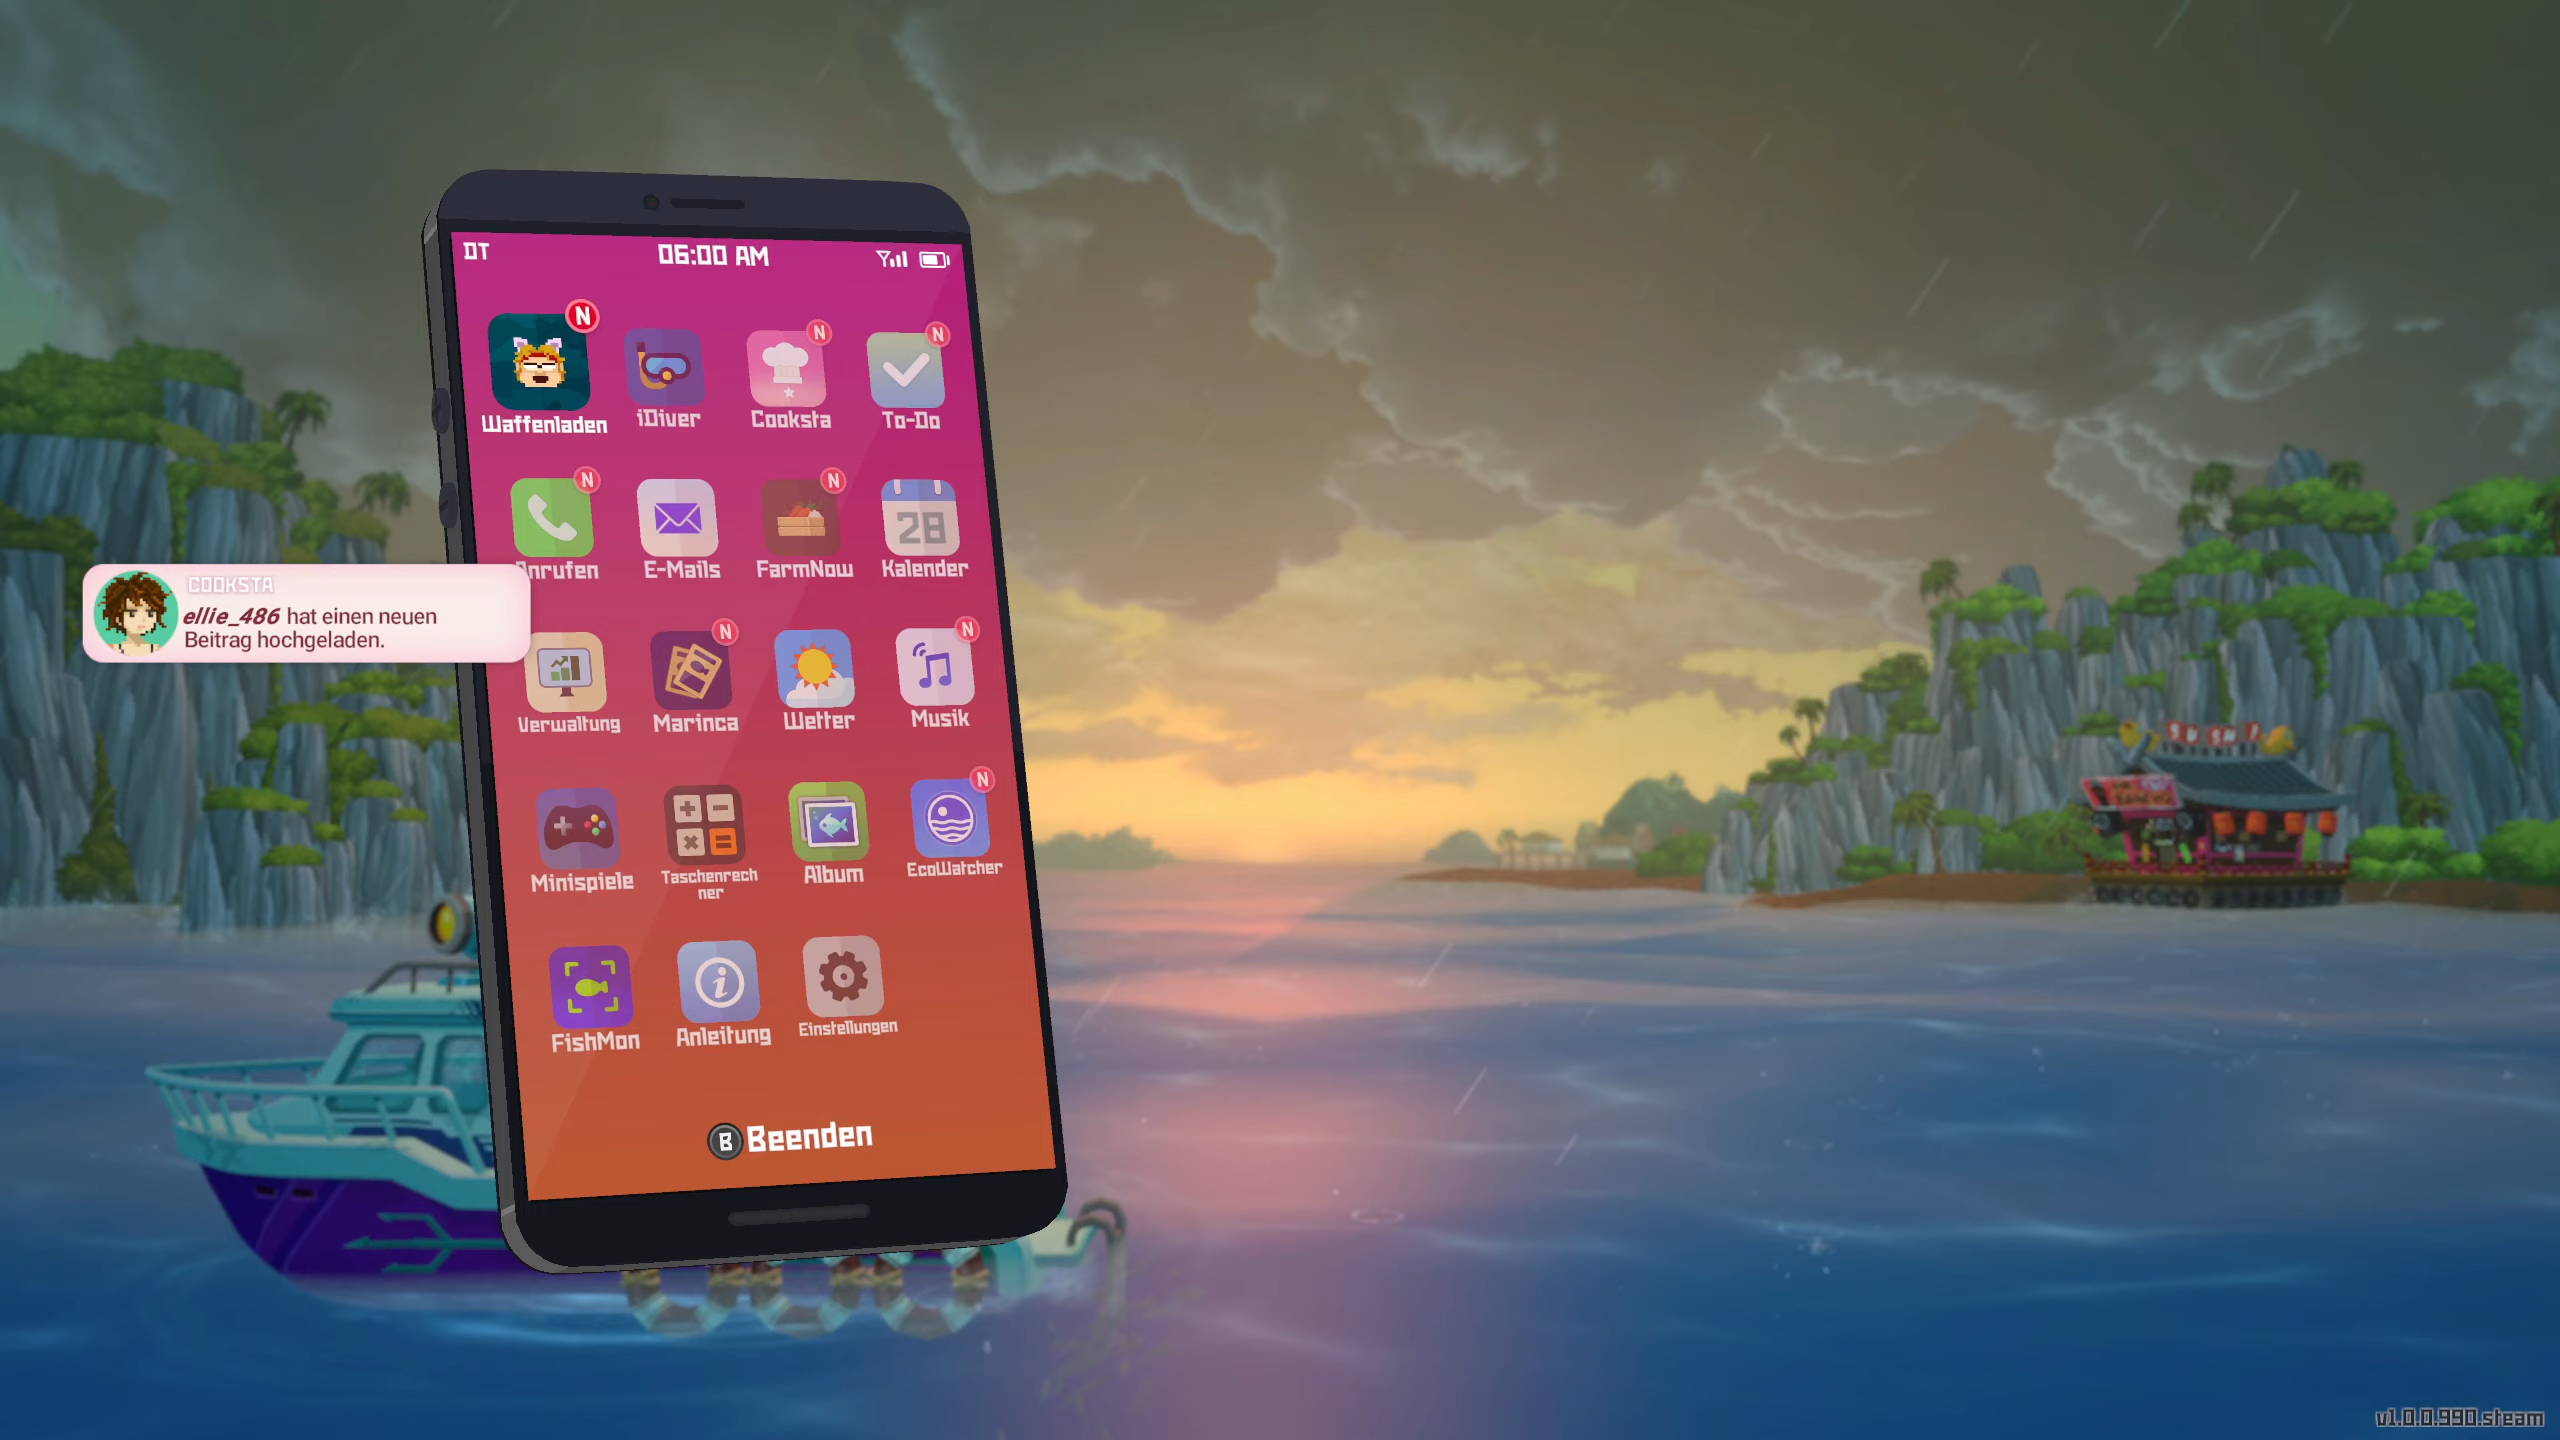 DT
06:00 AM
N
N
N
Waffenladen
iDiver
Cooksta
To-Do
N
N
28
Anrufen
E-Mails
FarmNow
Kalender
COOKSTA
ellie_486 hat einen neuen
Beitrag hochgeladen.
N
N
Verwaltung
Marinca
Wetter
Musik
N
Minispiele
Taschenrech
ner
Album
EcoWatcher
i
FishMon
Anleitung
Einstellungen
B Beenden
SUSHI
v1.0.0.990.steam